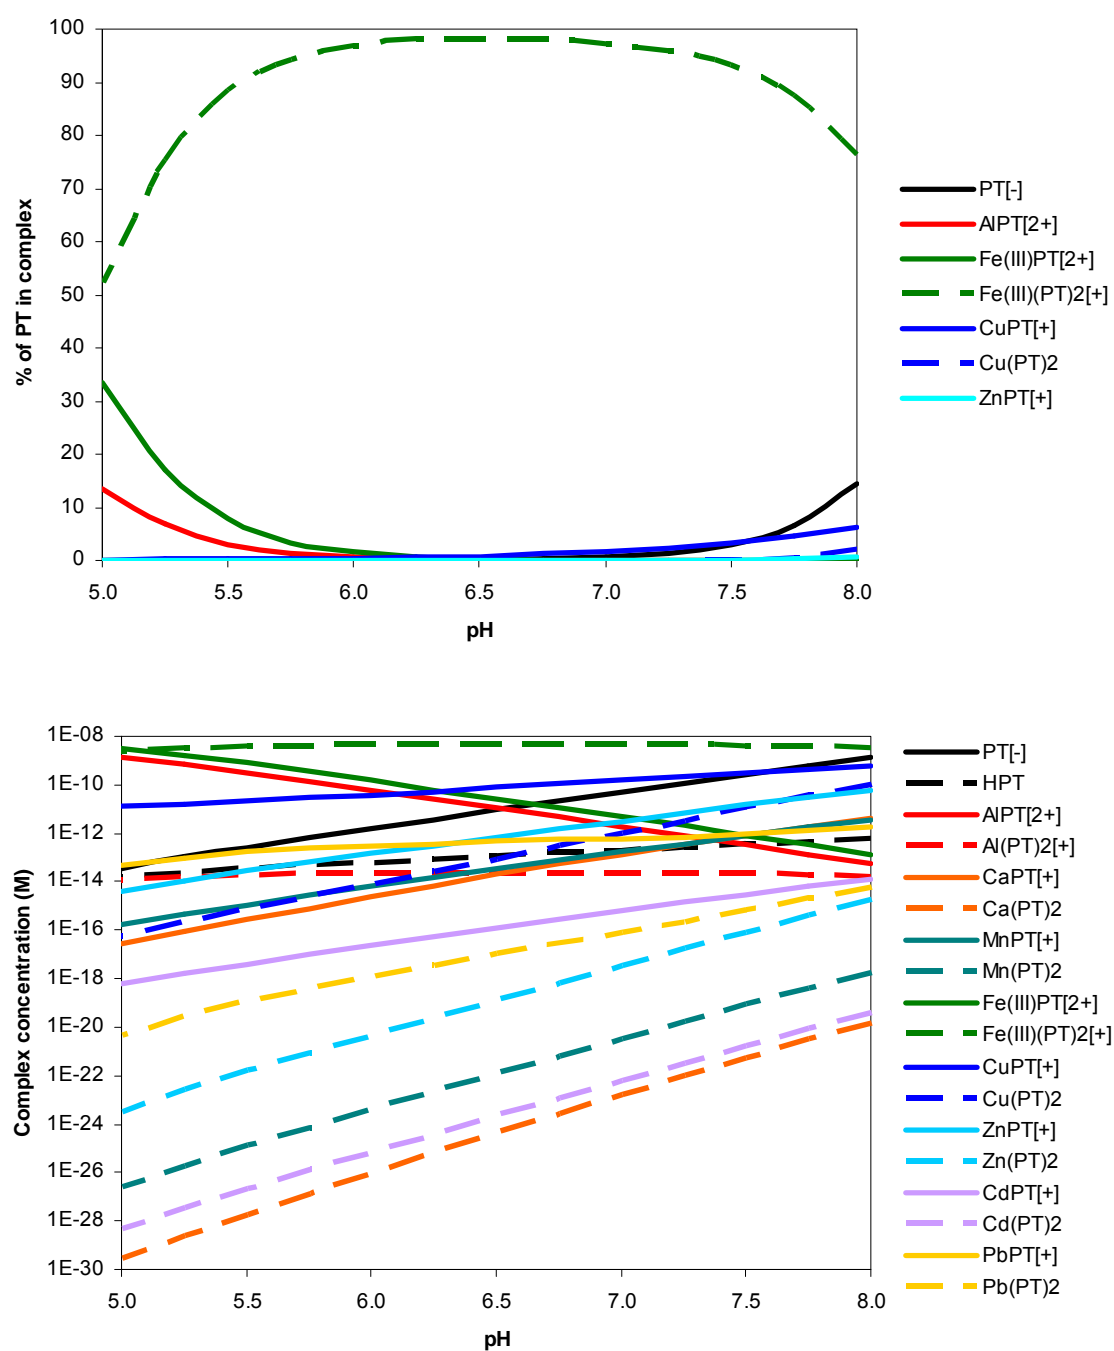 100
90
80
70
60
50
40
30
20
10
0
% of PT in complex
5.0 5.5 6.0 6.5 7.0 7.5 8.0
pH
PT[-]
AlPT[2+]
Fe(III)PT[2+]
Fe(III)(PT)2[+]
CuPT[+]
Cu(PT)2
ZnPT[+]
1E-08
1E-10
1E-12
1E-14
1E-16
1E-18
1E-20
1E-22
1E-24
1E-26
1E-28
1E-30
Complex concentration (M)
5.0 5.5 6.0 6.5 7.0 7.5 8.0
pH
PT[-]
HPT
AlPT[2+]
Al(PT)2[+]
CaPT[+]
Ca(PT)2
MnPT[+]
Mn(PT)2
Fe(III)PT[2+]
Fe(III)(PT)2[+]
CuPT[+]
Cu(PT)2
ZnPT[+]
Zn(PT)2
CdPT[+]
Cd(PT)2
PbPT[+]
Pb(PT)2